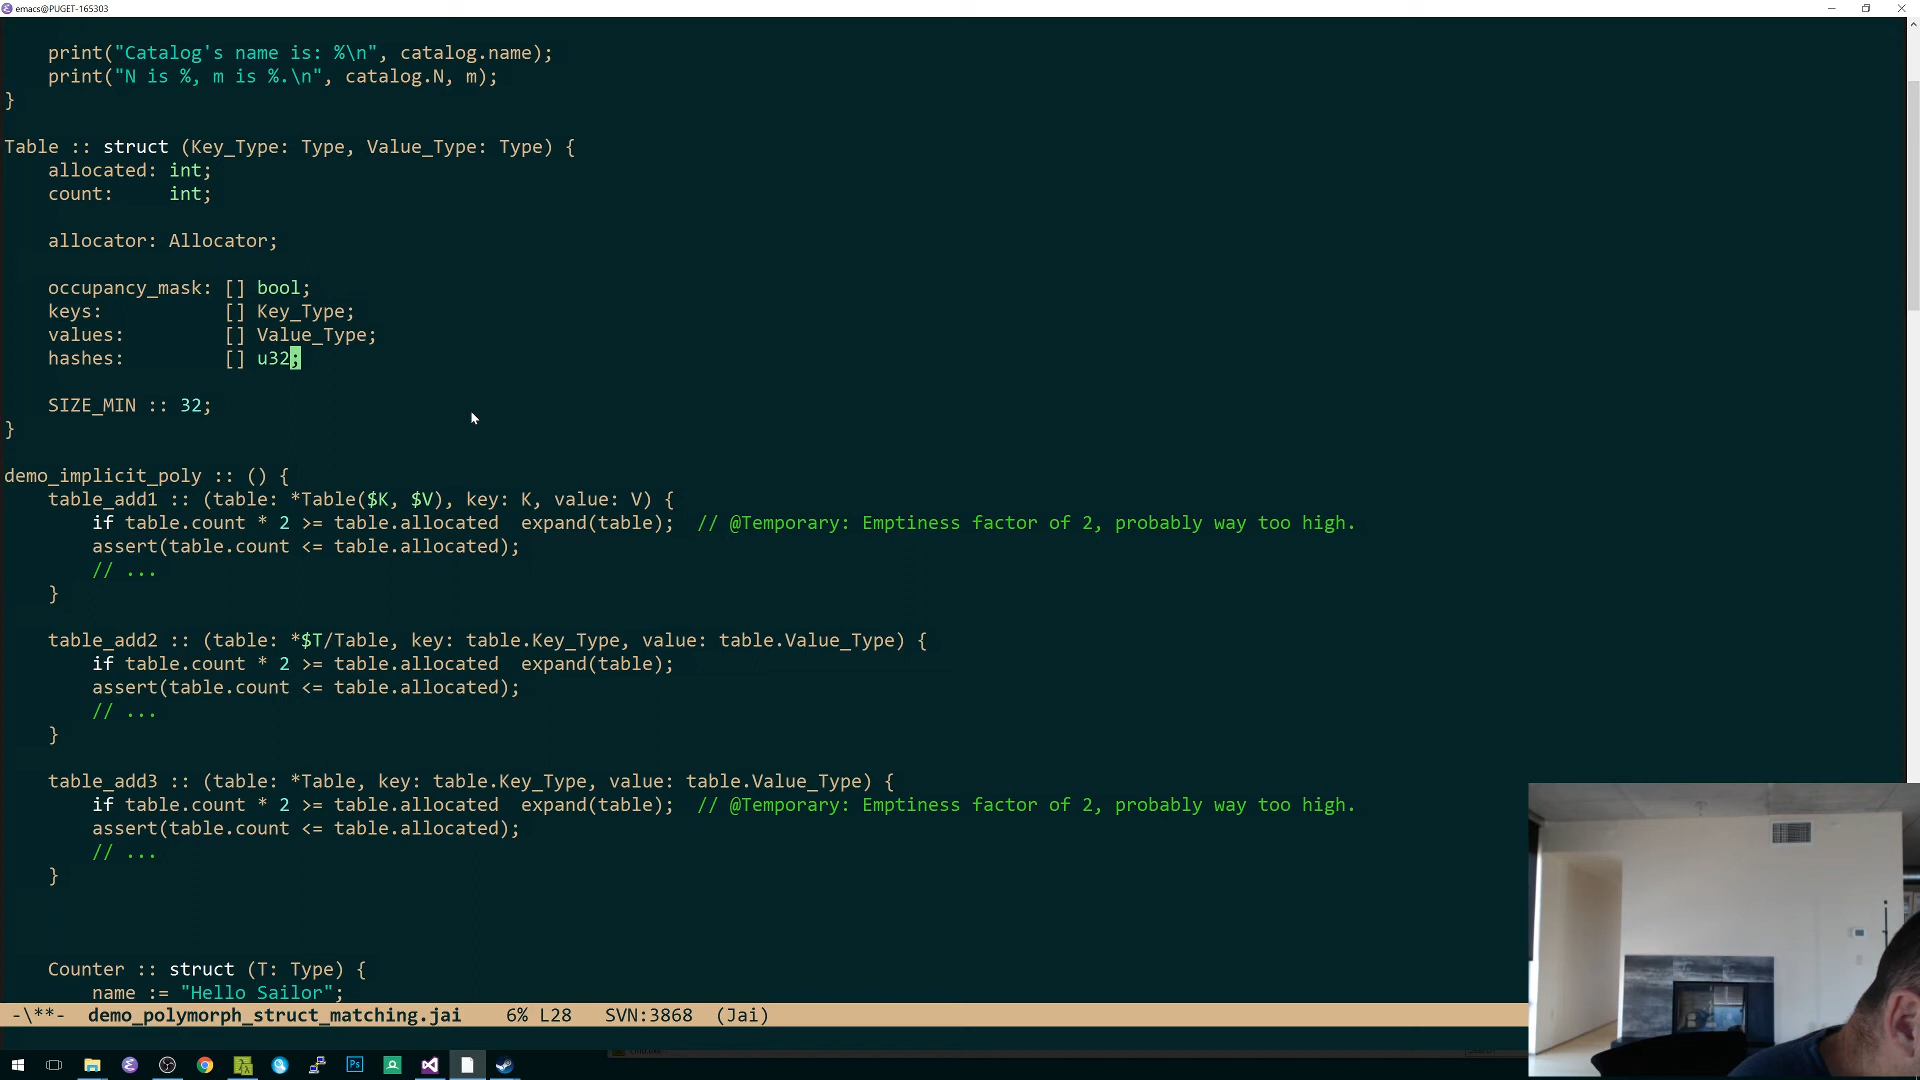 emacs@PUGET-165303
print("Catalog's name is: %\n", catalog.name);
print("N is %, m is %.\n", catalog.N, m);
}
Table :: struct (Key_Type: Type, Value_Type: Type) {
allocated: int;
count:     int;
allocator: Allocator;
occupancy_mask: [] bool;
keys:           [] Key_Type;
values:         [] Value_Type;
hashes:         [] u32;
SIZE_MIN :: 32;
}
demo_implicit_poly :: () {
table_add1 :: (table: *Table($K, $V), key: K, value: V) {
if table.count * 2 >= table.allocated  expand(table);  // @Temporary: Emptiness factor of 2, probably way too high.
assert(table.count <= table.allocated);
// ...
}
table_add2 :: (table: *$T/Table, key: table.Key_Type, value: table.Value_Type) {
if table.count * 2 >= table.allocated  expand(table);
assert(table.count <= table.allocated);
// ...
}
table_add3 :: (table: *Table, key: table.Key_Type, value: table.Value_Type) {
if table.count * 2 >= table.allocated  expand(table);  // @Temporary: Emptiness factor of 2, probably way too high.
assert(table.count <= table.allocated);
// ...
}
Counter :: struct (T: Type) {
name := "Hello Sailor";
-\**-  demo_polymorph_struct_matching.jai    6% L28   SVN:3868  (Jai)
Ps